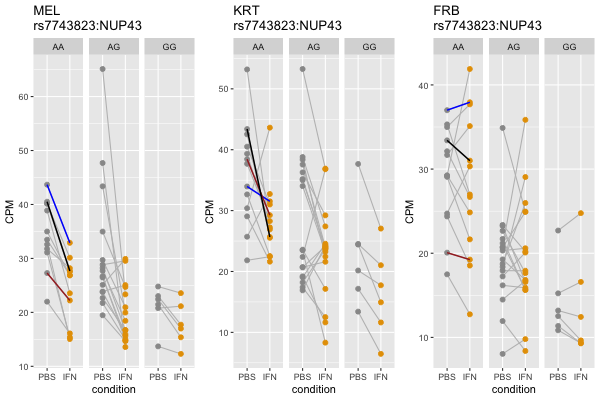 MEL
rs7743823:NUP43
AA AG GG
CPM
60
50
40
30
20
10
PBS IFN PBS IFN PBS IFN
condition
KRT
rs7743823:NUP43
AA AG GG
CPM
50
40
30
20
10
PBS IFN PBS IFN PBS IFN
condition
FRB
rs7743823:NUP43
AA AG GG
CPM
40
30
20
10
PBS IFN PBS IFN PBS IFN
condition